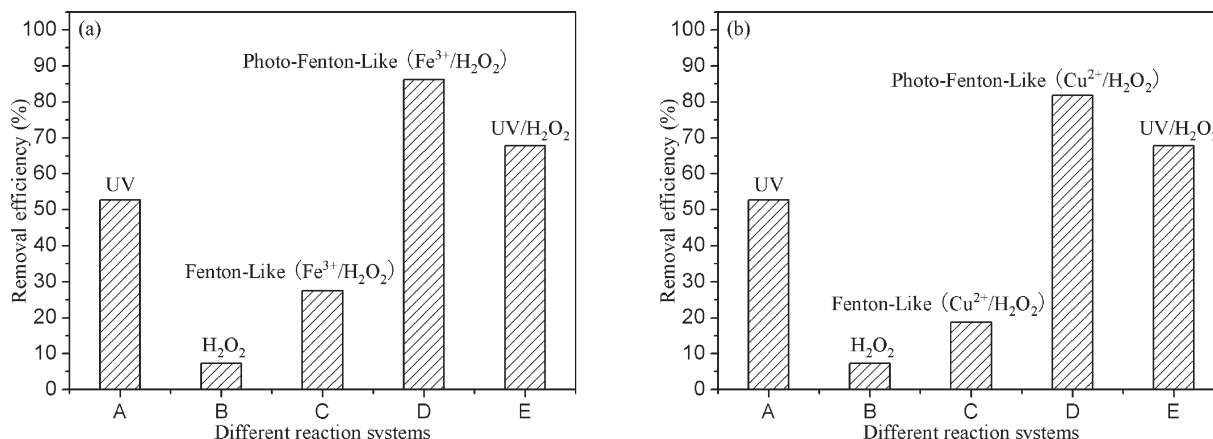 (a)
Removal efficiency (%)
100
90
80
70
60
50
40
30
20
10
0
UV
H₂O₂
Fenton-Like (Fe³⁺/H₂O₂)
Photo-Fenton-Like (Fe³⁺/H₂O₂)
UV/H₂O₂
A B C D E
Different reaction systems
(b)
Removal efficiency (%)
100
90
80
70
60
50
40
30
20
10
0
UV
H₂O₂
Fenton-Like (Cu²⁺/H₂O₂)
Photo-Fenton-Like (Cu²⁺/H₂O₂)
UV/H₂O₂
A B C D E
Different reaction systems